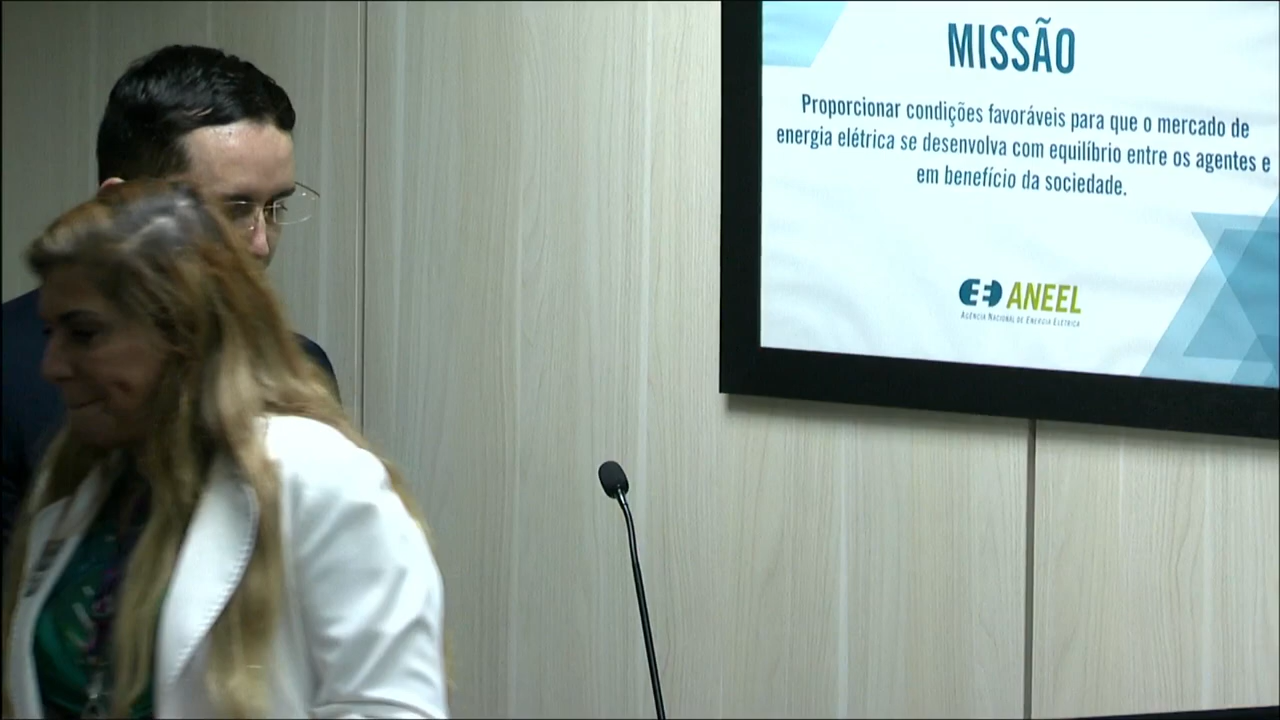 MISSÃO
Proporcionar condições favoráveis para que o mercado de
energia elétrica se desenvolva com equilíbrio entre os agentes e
em benefício da sociedade.
ANEEL
AGÊNCIA NACIONAL DE ENERGIA ELÉTRICA